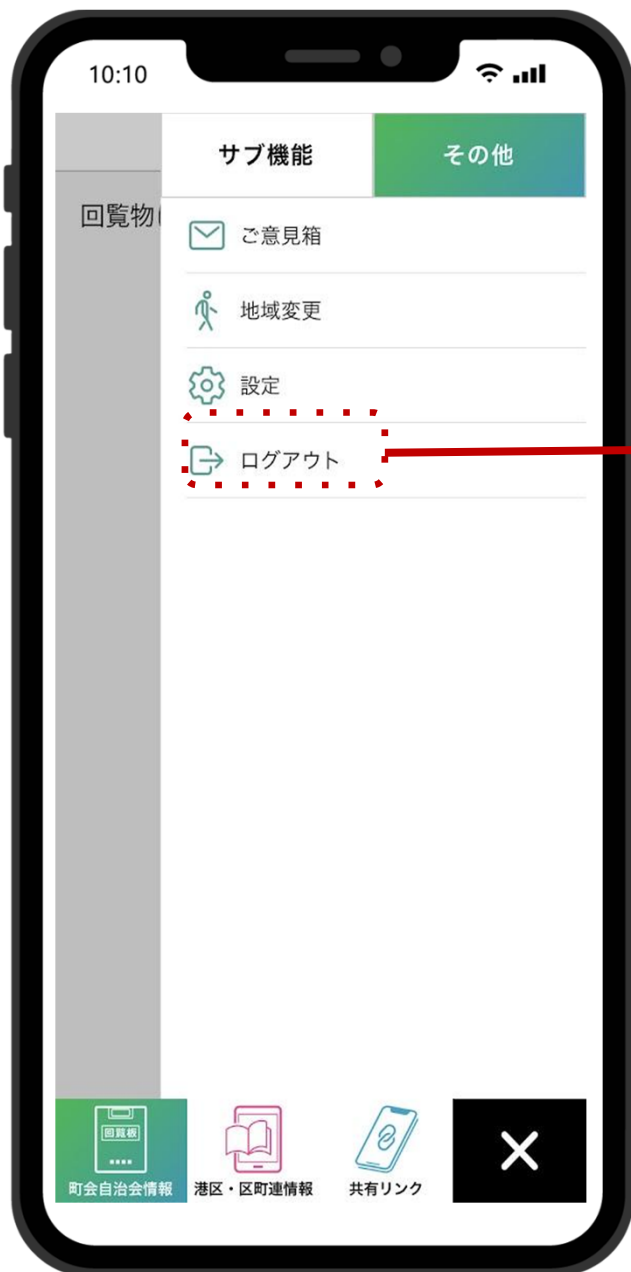 10:10
サブ機能
その他
回覧物
ご意見箱
地域変更
設定
ログアウト
回覧板
町会自治会情報
港区・区町連情報
共有リンク